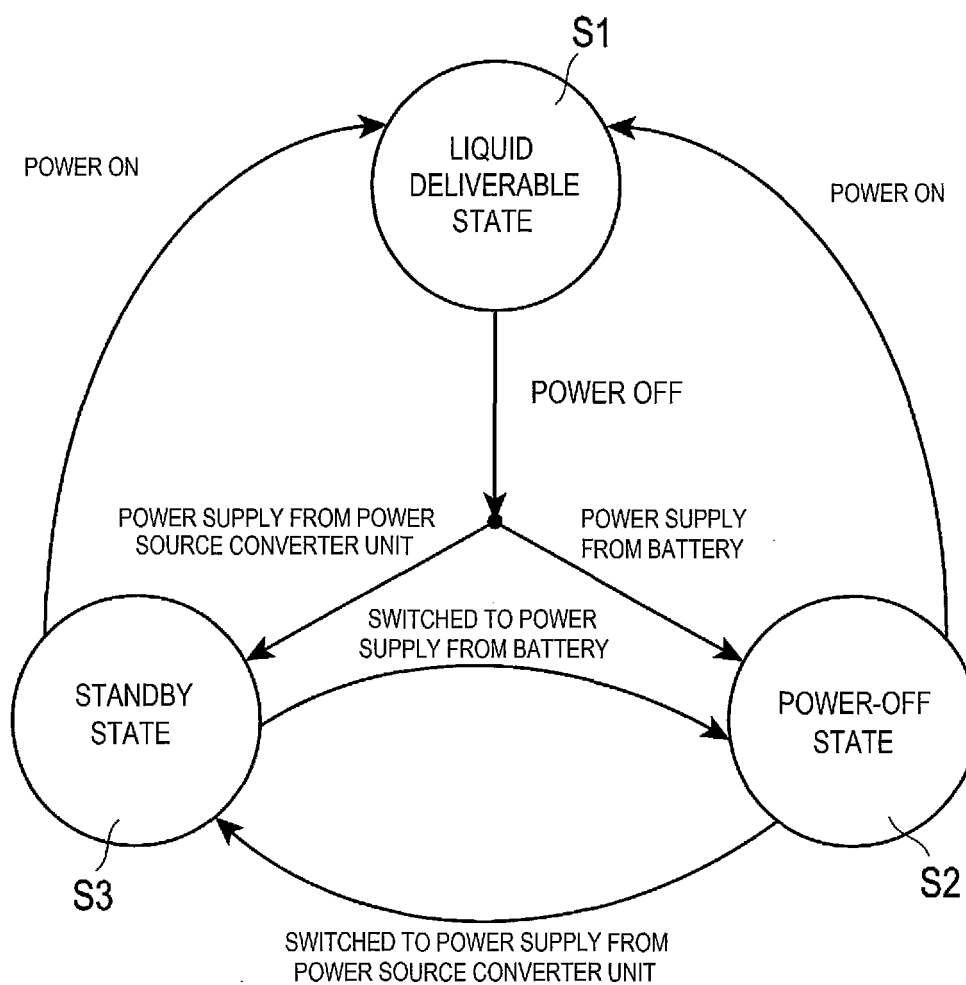 S1
LIQUID
DELIVERABLE
STATE
POWER ON
POWER ON
POWER OFF
POWER SUPPLY FROM POWER
SOURCE CONVERTER UNIT
POWER SUPPLY
FROM BATTERY
SWITCHED TO POWER
SUPPLY FROM BATTERY
STANDBY
STATE
POWER-OFF
STATE
S3
S2
SWITCHED TO POWER SUPPLY FROM
POWER SOURCE CONVERTER UNIT